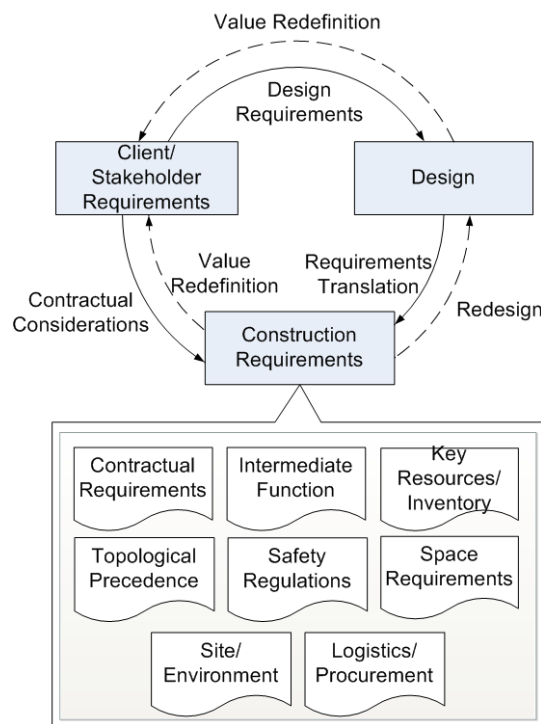 Value Redefinition
Design
Requirements
Client/
Stakeholder
Requirements
Design
Value
Redefinition
Requirements
Translation
Contractual
Considerations
Redesign
Construction
Requirements
Contractual
Requirements
Intermediate
Function
Key
Resources/
Inventory
Topological
Precedence
Safety
Regulations
Space
Requirements
Site/
Environment
Logistics/
Procurement